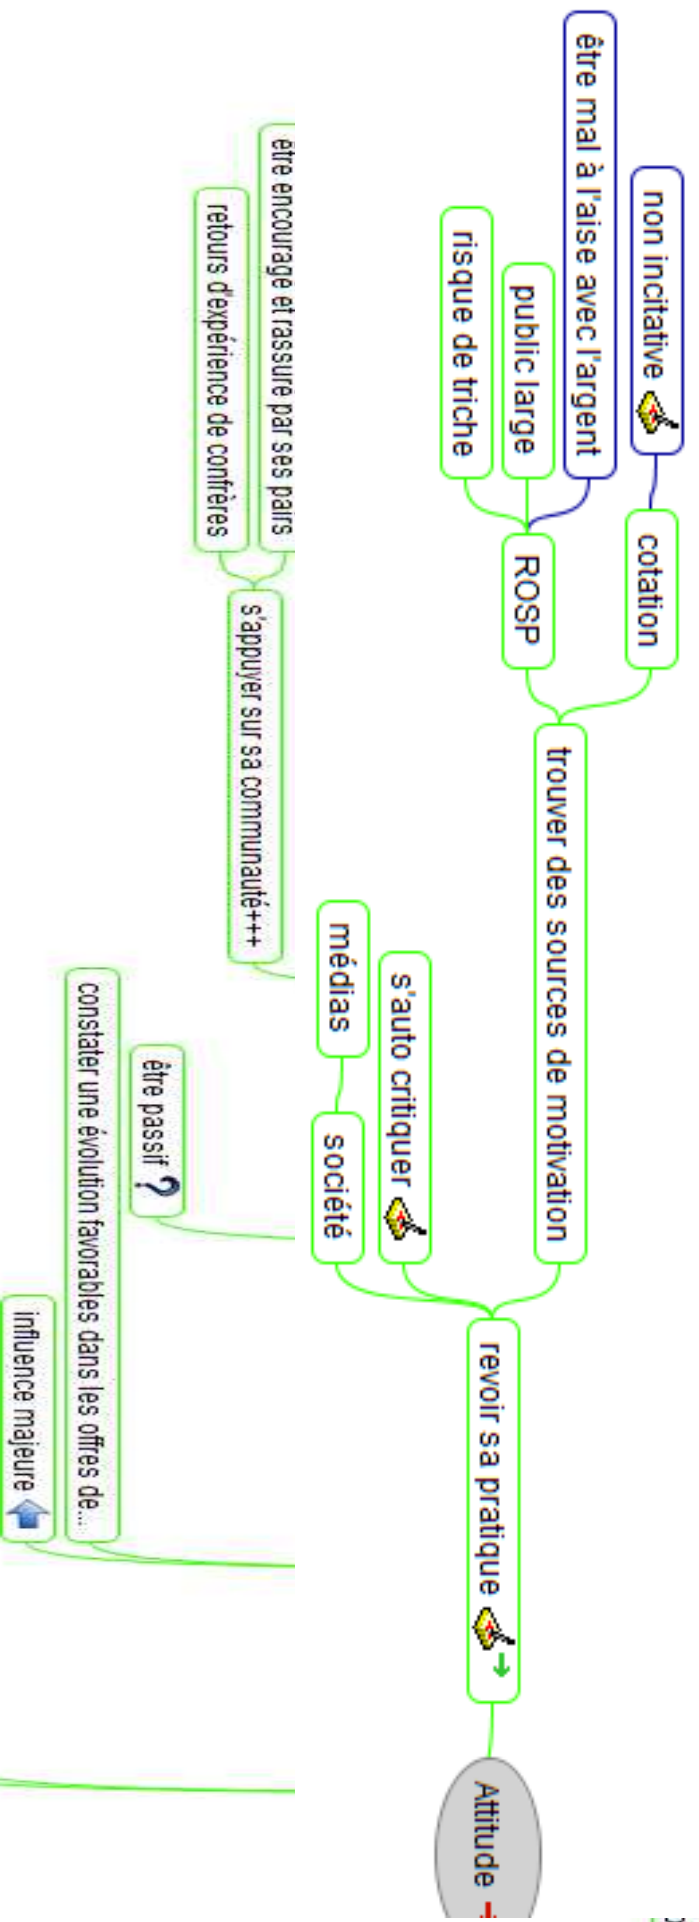 non incitative
cotation
être mal à l'aise avec l'argent
public large
risque de triche
ROSP
trouver des sources de motivation
s'auto critiquer
médias
société
revoir sa pratique
Attitude
être encouragé et rassuré par ses pairs
retours d'expérience de confrères
s'appuyer sur sa communauté+++
être passif
constater une évolution favorables dans les offres de...
influence majeure